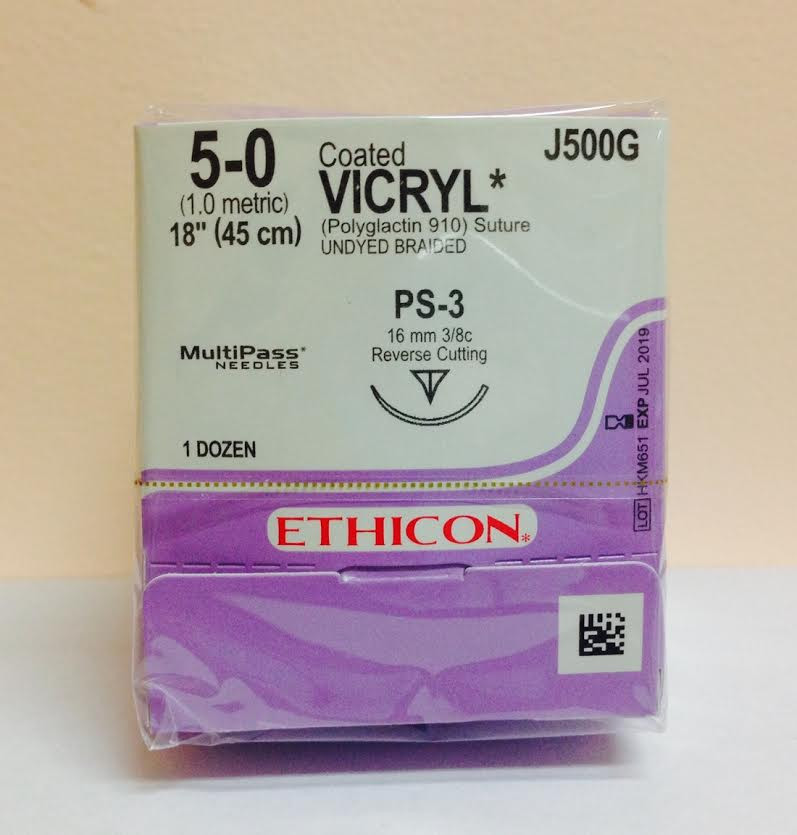 5-0
(1.0 metric)
18" (45 cm)
Coated
VICRYL*
(Polyglactin 910) Suture
UNDYED BRAIDED
J500G
PS-3
16 mm 3/8c
Reverse Cutting
MultiPass*
NEEDLES
1 DOZEN
LOT HKM651 EXP JUL 2019
ETHICON*